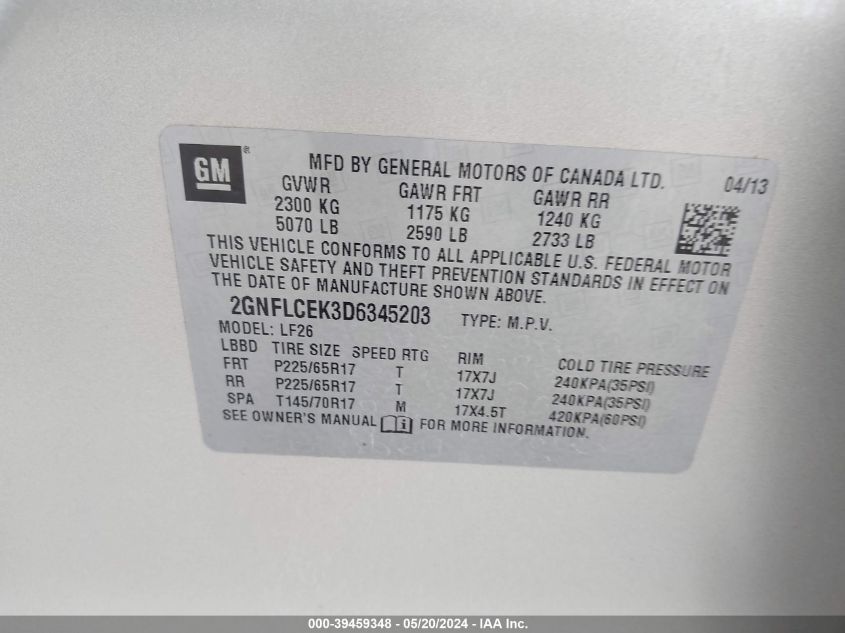 GM
MFD BY GENERAL MOTORS OF CANADA LTD. 04/13
GVWR GAWR FRT GAWR RR
2300 KG 1175 KG 1240 KG
5070 LB 2590 LB 2733 LB
THIS VEHICLE CONFORMS TO ALL APPLICABLE U.S. FEDERAL MOTOR
VEHICLE SAFETY AND THEFT PREVENTION STANDARDS IN EFFECT ON
THE DATE OF MANUFACTURE SHOWN ABOVE.
2GNFLCEK3D6345203 TYPE: M.P.V.
MODEL: LF26
LBBD TIRE SIZE SPEED RTG RIM COLD TIRE PRESSURE
FRT P225/65R17 T 17X7J 240KPA(35PSI)
RR P225/65R17 T 17X7J 240KPA(35PSI)
SPA T145/70R17 M 17X4.5T 420KPA(60PSI)
SEE OWNER'S MANUAL FOR MORE INFORMATION.
000-39459348 - 05/20/2024 - IAA Inc.